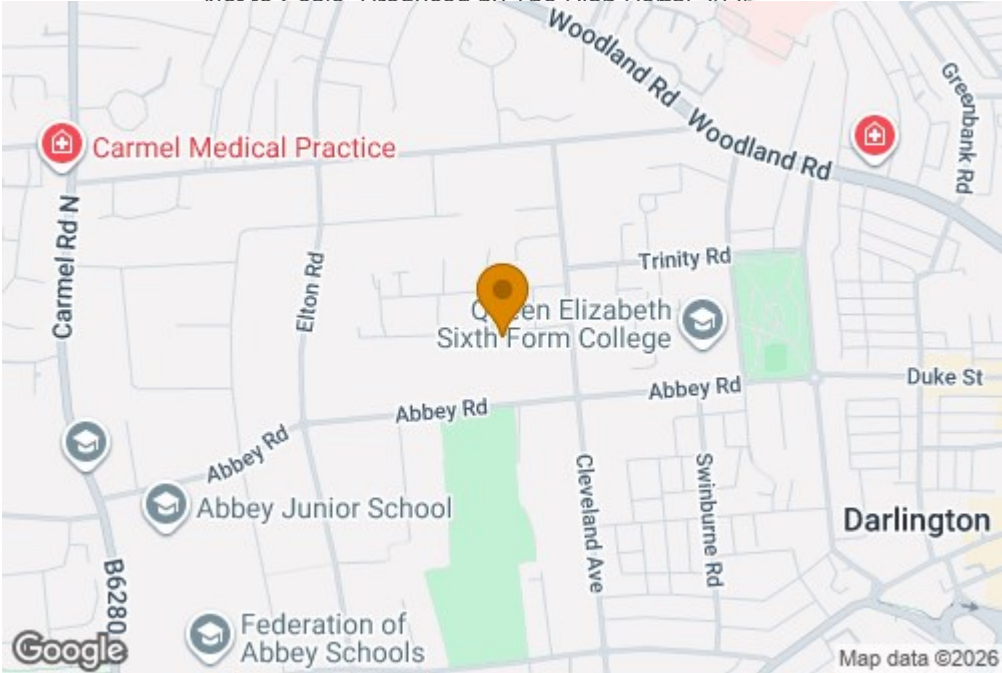 Woodland Rd
Woodland Rd
Greenbank Rd
Carmel Medical Practice
Carmel Rd N
Elton Rd
Trinity Rd
Queen Elizabeth
Sixth Form College
Duke St
Abbey Rd
Abbey Rd
Abbey Rd
Cleveland Ave
Swinburne Rd
Abbey Junior School
Darlington
B6280
Federation of
Abbey Schools
Google
Map data ©2026